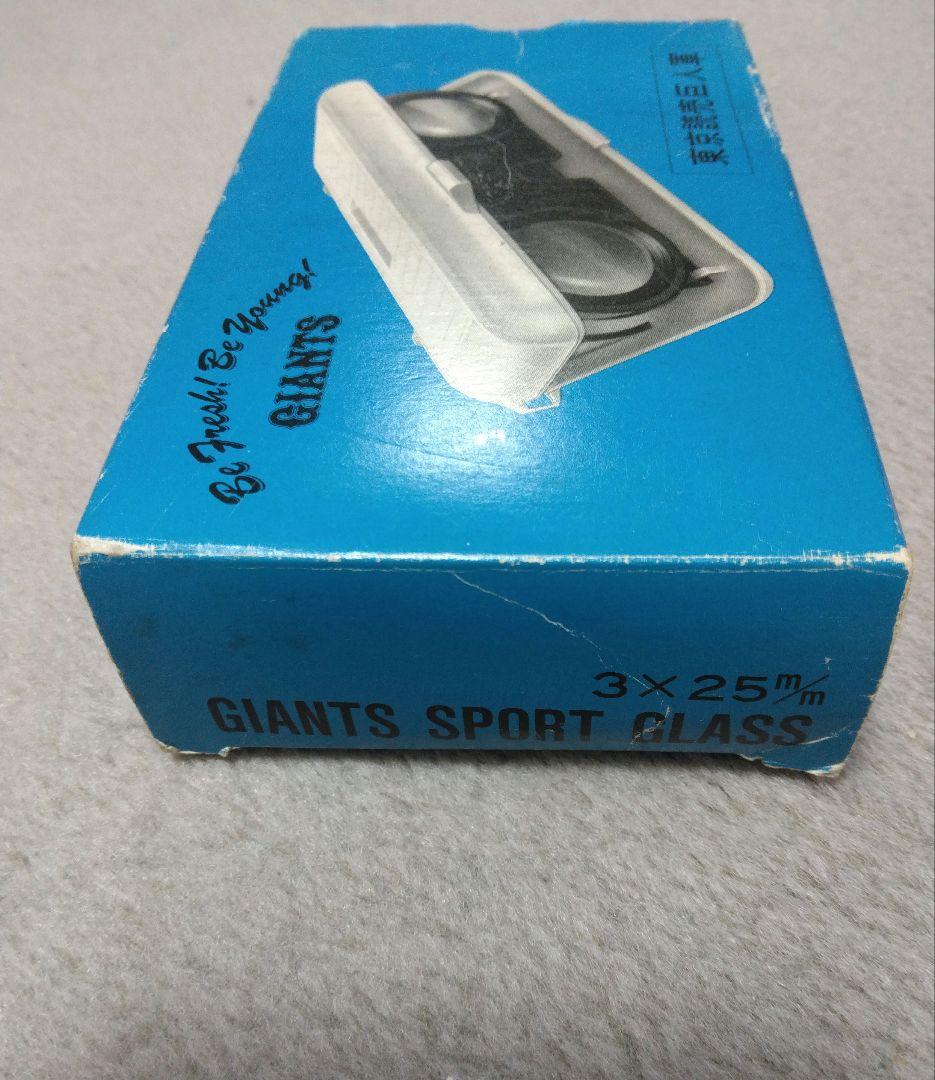 東京読売巨人軍
Be Fresh! Be Young,
GIANTS
3×25m/m
GIANTS SPORT GLASS